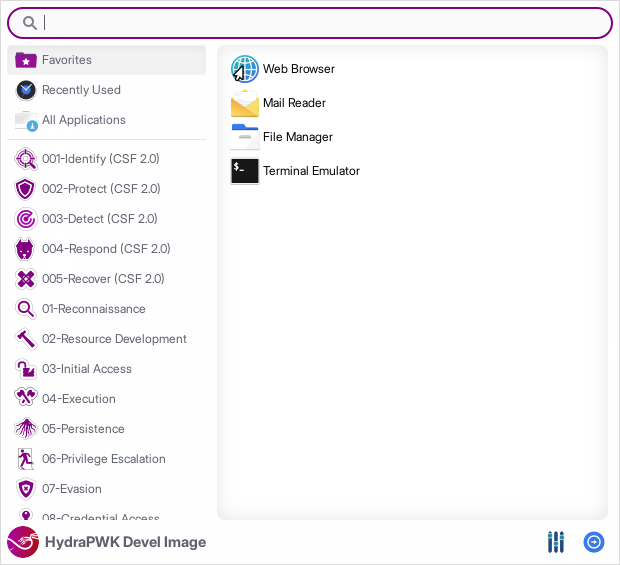 Favorites
Recently Used
All Applications
001-Identify (CSF 2.0)
002-Protect (CSF 2.0)
003-Detect (CSF 2.0)
004-Respond (CSF 2.0)
005-Recover (CSF 2.0)
01-Reconnaissance
02-Resource Development
03-Initial Access
04-Execution
05-Persistence
06-Privilege Escalation
07-Evasion
08-Credential Access
Web Browser
Mail Reader
File Manager
$_
Terminal Emulator
HydraPWK Devel Image